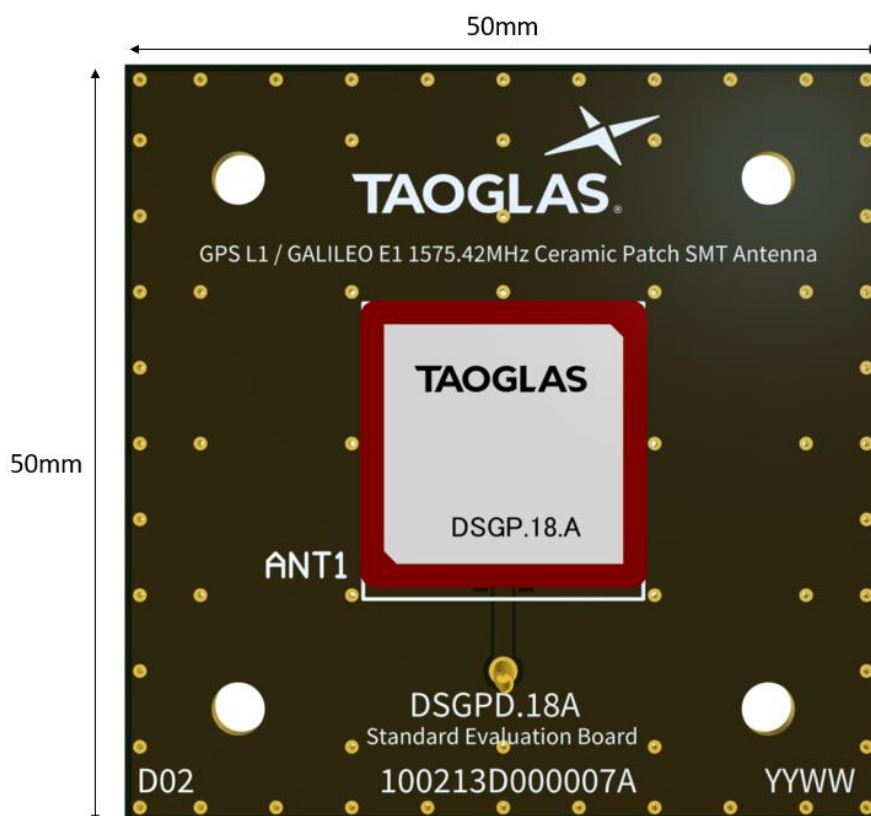 50mm
50mm
TAOGLAS®
GPS L1 / GALILEO E1 1575.42MHz Ceramic Patch SMT Antenna
TAOGLAS
DSGP.18.A
ANT1
DSGPD.18A
Standard Evaluation Board
D02 100213D000007A YYWW